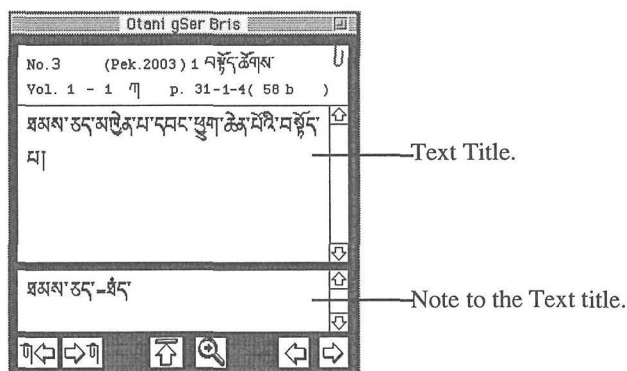 Otani gSer Bris
No.3 (Pek.2003) 1 བསྟོད་ཚོགས་
Vol. 1 - 1 ཀ p. 31-1-4( 58 b )
ཐམས་ཅད་མཁྱེན་པ་དབང་ཕྱུག་ཆེན་པོའི་བསྟོད་
པ།
Text Title.
ཐམས་ཅད་=ཐཾད་
Note to the Text title.